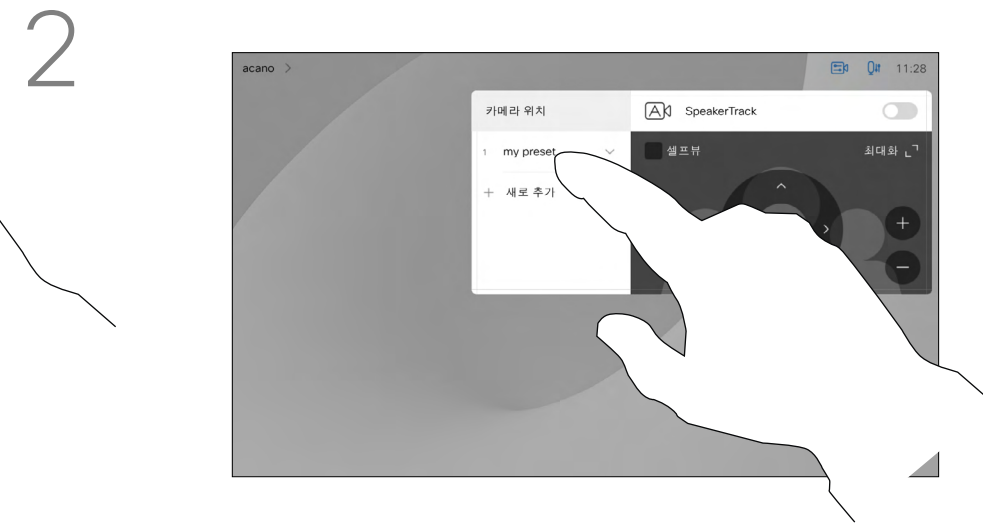 2
acano >
11:28
카메라 위치
SpeakerTrack
1 my preset
셀프뷰
최대화
+ 새로 추가